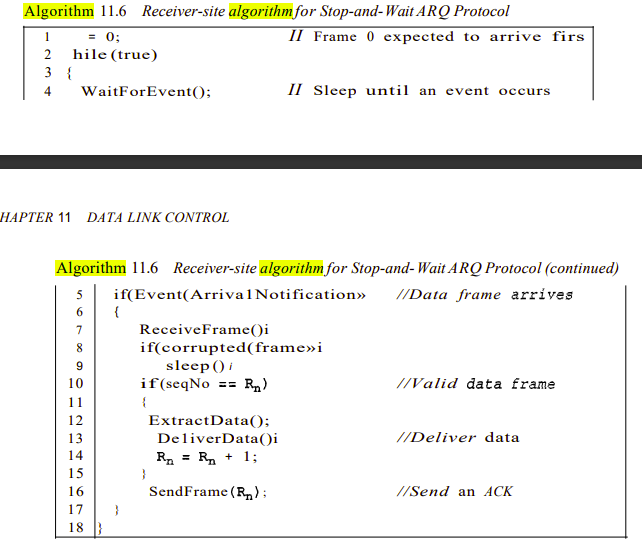 Algorithm 11.6 Receiver-site algorithm for Stop-and-Wait ARQ Protocol
1 = 0; // Frame 0 expected to arrive firs
2 hile(true)
3 {
4 WaitForEvent(); // Sleep until an event occurs
HAPTER 11 DATA LINK CONTROL
Algorithm 11.6 Receiver-site algorithm for Stop-and-Wait ARQ Protocol (continued)
5 if(Event(Arriva1Notification» //Data frame arrives
6 {
7 ReceiveFrame()i
8 if(corrupted(frame»i
9 sleep()i
10 if(seqNo == Rn) //Valid data frame
11 {
12 ExtractData();
13 De1iverData()i //Deliver data
14 Rn = Rn + 1;
15 }
16 SendFrame(Rn); //Send an ACK
17 }
18 }